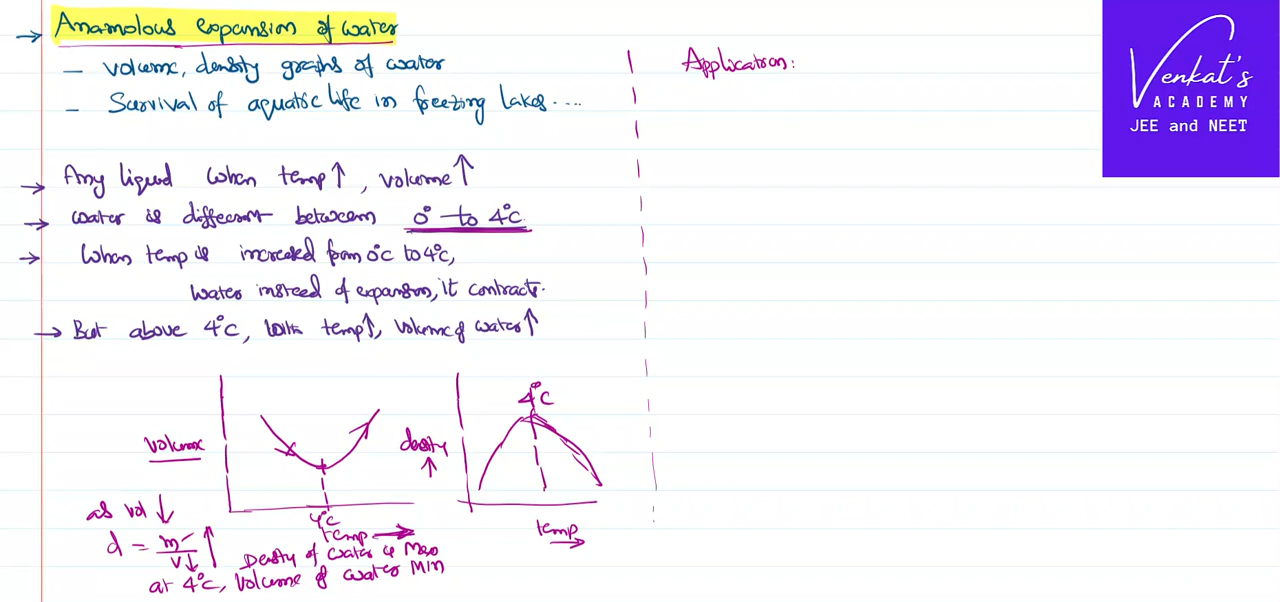 → Anamolous expansion of water
– volume, density graphs of water
– Survival of aquatic life in freezing lakes....
→ Any liquid when temp↑, volume↑
→ water is different between 0° to 4°C
→ When temp is increased from 0°C to 4°C,
water instead of expansion, it contracts.
→ But above 4°C, with temp↑, volume of water↑
volume
4°C
temp →
as vol ↓
d = m/v↓ ↑
Density of water is Max
at 4°C, volume of water MIN
4°C
density ↑
temp →
Application:
Venkat's
ACADEMY
JEE and NEET